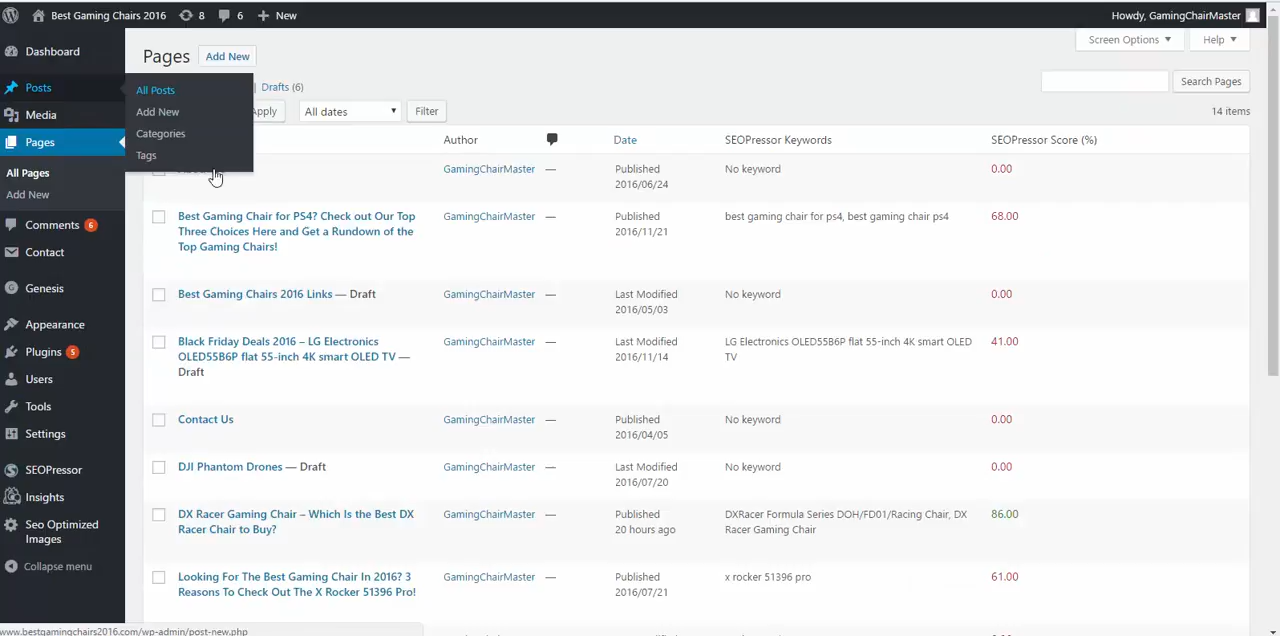 Best Gaming Chairs 2016 8 6 + New Howdy, GamingChairMaster
Dashboard
Posts
Media
Pages
All Pages
Add New
Comments 6
Contact
Genesis
Appearance
Plugins 5
Users
Tools
Settings
SEOPressor
Insights
Seo Optimized
Images
Collapse menu
All Posts
Add New
Categories
Tags
Pages Add New
Screen Options Help
| Drafts (6)
Search Pages
Apply All dates Filter
14 items
Author Date SEOPressor Keywords SEOPressor Score (%)
GamingChairMaster — Published No keyword 0.00
2016/06/24
Best Gaming Chair for PS4? Check out Our Top GamingChairMaster — Published best gaming chair for ps4, best gaming chair ps4 68.00
Three Choices Here and Get a Rundown of the 2016/11/21
Top Gaming Chairs!
Best Gaming Chairs 2016 Links — Draft GamingChairMaster — Last Modified No keyword 0.00
2016/05/03
Black Friday Deals 2016 – LG Electronics GamingChairMaster — Last Modified LG Electronics OLED55B6P flat 55-inch 4K smart OLED 41.00
OLED55B6P flat 55-inch 4K smart OLED TV — 2016/11/14 TV
Draft
Contact Us GamingChairMaster — Published No keyword 0.00
2016/04/05
DJI Phantom Drones — Draft GamingChairMaster — Last Modified No keyword 0.00
2016/07/20
DX Racer Gaming Chair – Which Is the Best DX GamingChairMaster — Published DXRacer Formula Series DOH/FD01/Racing Chair, DX 86.00
Racer Chair to Buy? 20 hours ago Racer Gaming Chair
Looking For The Best Gaming Chair In 2016? 3 GamingChairMaster — Published x rocker 51396 pro 61.00
Reasons To Check Out The X Rocker 51396 Pro! 2016/07/21
www.bestgamingchairs2016.com/wp-admin/post-new.php